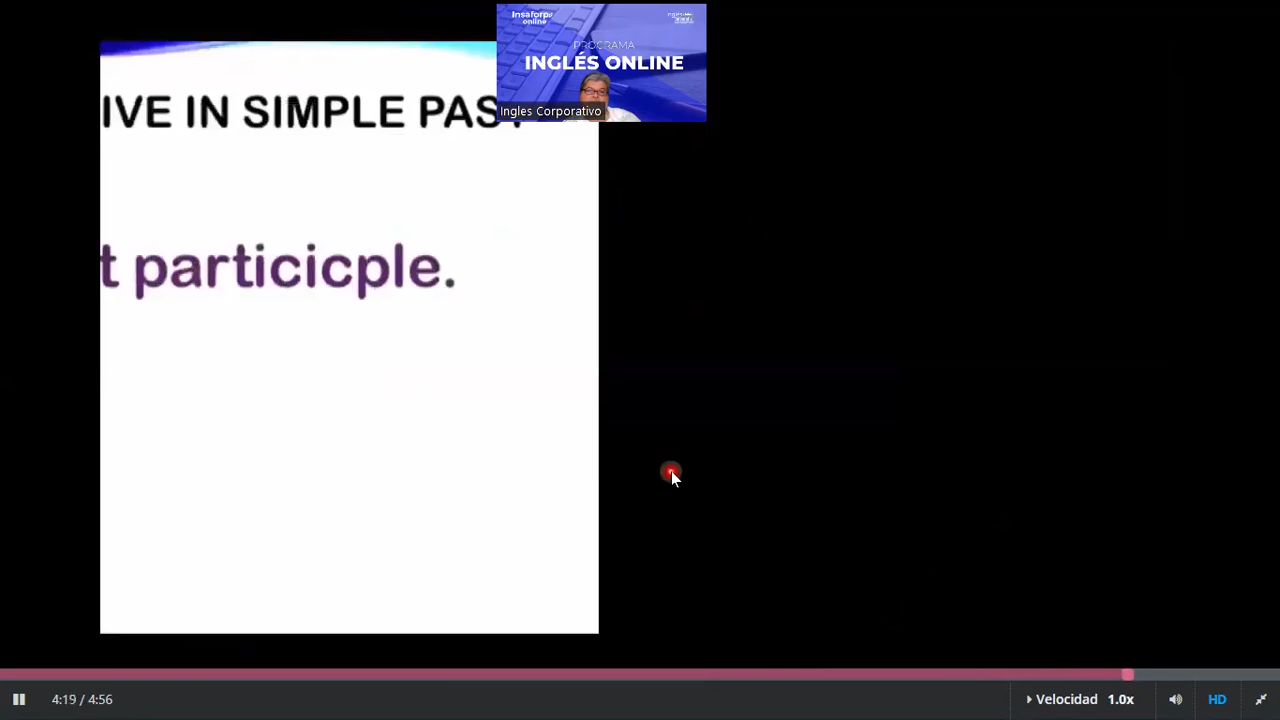 Insaforp
online
PROGRAMA
INGLÉS ONLINE
Ingles Corporativo
IVE IN SIMPLE PAST
t particicple.
4:19 / 4:56
Velocidad 1.0x
HD